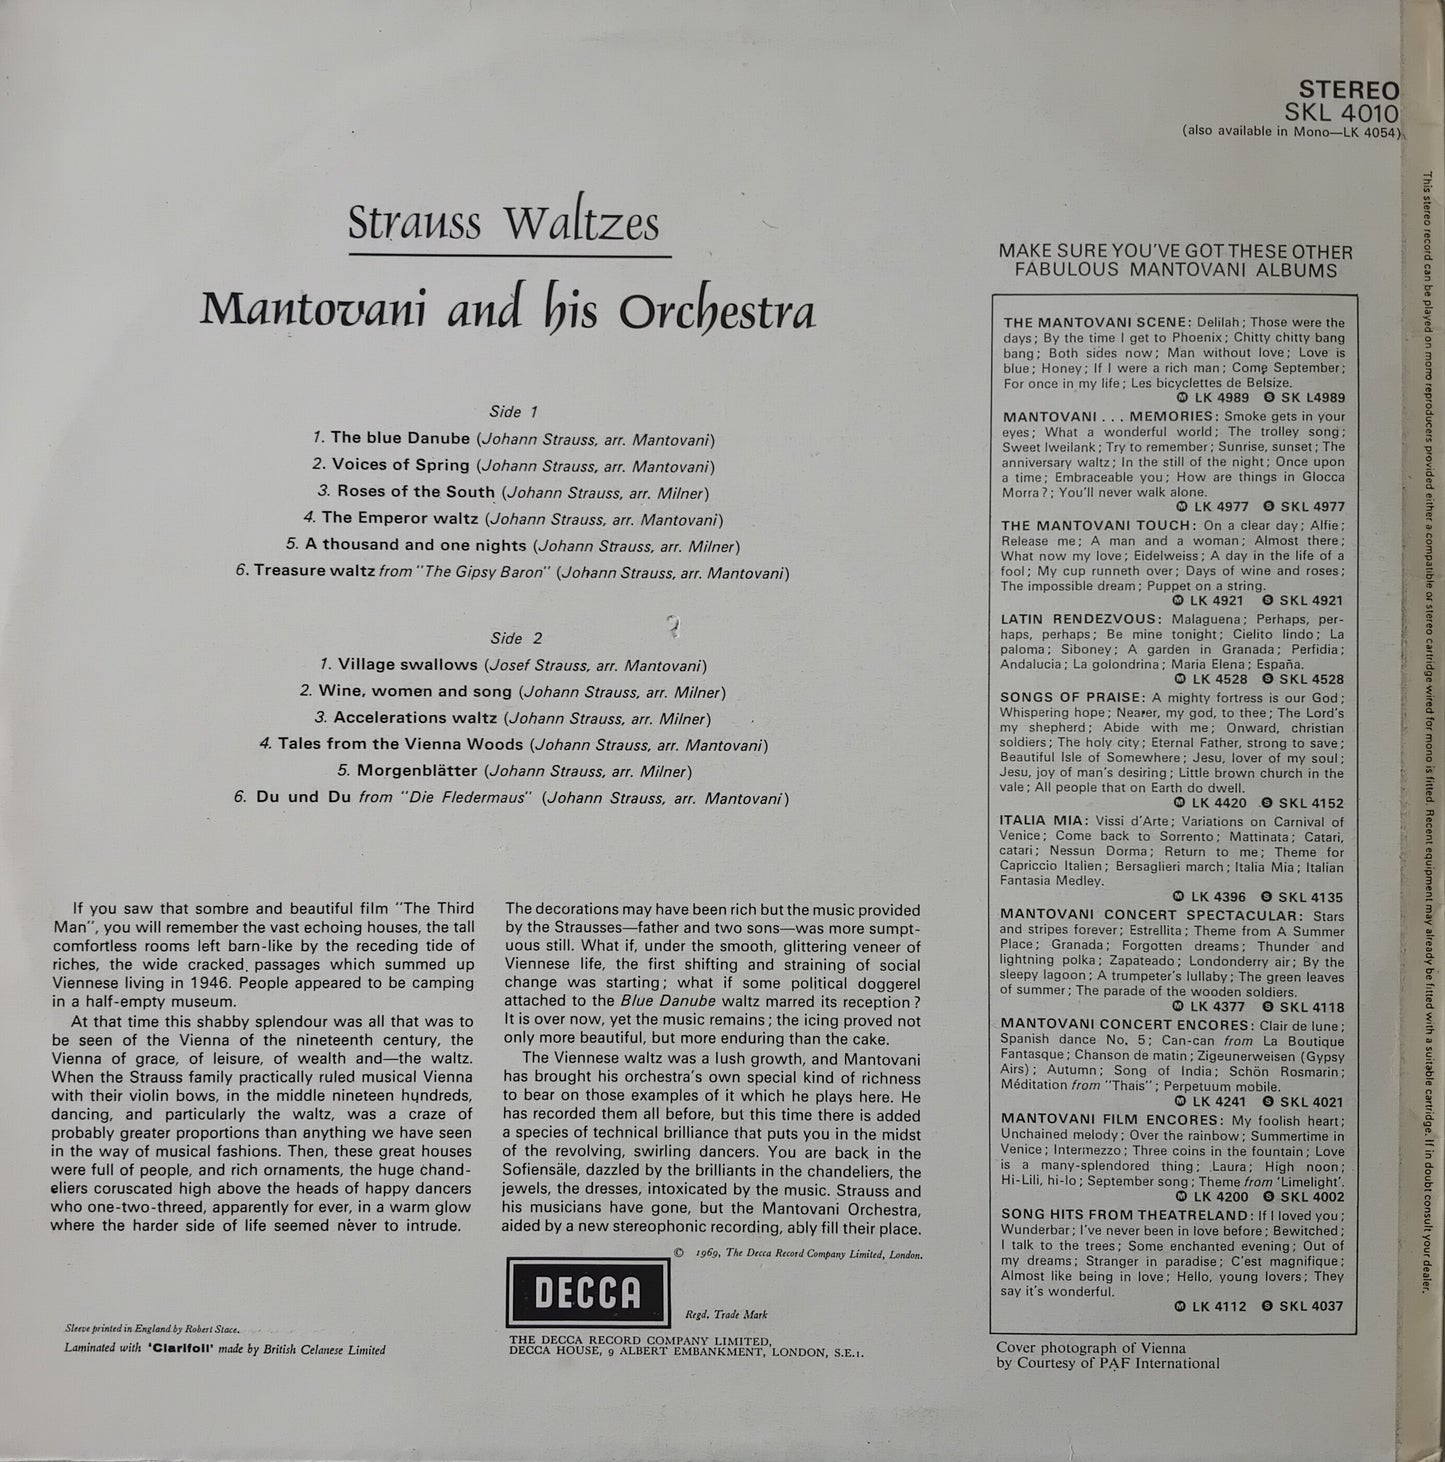 STEREO
SKL 4010
(also available in Mono—LK 4054)
Strauss Waltzes
Mantovani and his Orchestra
Side 1
1. The blue Danube (Johann Strauss, arr. Mantovani)
2. Voices of Spring (Johann Strauss, arr. Mantovani)
3. Roses of the South (Johann Strauss, arr. Milner)
4. The Emperor waltz (Johann Strauss, arr. Mantovani)
5. A thousand and one nights (Johann Strauss, arr. Milner)
6. Treasure waltz from "The Gipsy Baron" (Johann Strauss, arr. Mantovani)
Side 2
1. Village swallows (Josef Strauss, arr. Mantovani)
2. Wine, women and song (Johann Strauss, arr. Milner)
3. Accelerations waltz (Johann Strauss, arr. Milner)
4. Tales from the Vienna Woods (Johann Strauss, arr. Mantovani)
5. Morgenblätter (Johann Strauss, arr. Milner)
6. Du und Du from "Die Fledermaus" (Johann Strauss, arr. Mantovani)
If you saw that sombre and beautiful film "The Third
Man", you will remember the vast echoing houses, the tall
comfortless rooms left barn-like by the receding tide of
riches, the wide cracked passages which summed up
Viennese living in 1946. People appeared to be camping
in a half-empty museum.
At that time this shabby splendour was all that was to
be seen of the Vienna of the nineteenth century, the
Vienna of grace, of leisure, of wealth and—the waltz.
When the Strauss family practically ruled musical Vienna
with their violin bows, in the middle nineteen hundreds,
dancing, and particularly the waltz, was a craze of
probably greater proportions than anything we have seen
in the way of musical fashions. Then, these great houses
were full of people, and rich ornaments, the huge chand-
eliers coruscated high above the heads of happy dancers
who one-two-threed, apparently for ever, in a warm glow
where the harder side of life seemed never to intrude.
The decorations may have been rich but the music provided
by the Strausses—father and two sons—was more sumpt-
uous still. What if, under the smooth, glittering veneer of
Viennese life, the first shifting and straining of social
change was starting; what if some political doggerel
attached to the Blue Danube waltz marred its reception?
It is over now, yet the music remains; the icing proved not
only more beautiful, but more enduring than the cake.
The Viennese waltz was a lush growth, and Mantovani
has brought his orchestra's own special kind of richness
to bear on those examples of it which he plays here. He
has recorded them all before, but this time there is added
a species of technical brilliance that puts you in the midst
of the revolving, swirling dancers. You are back in the
Sofiensäle, dazzled by the brilliants in the chandeliers, the
jewels, the dresses, intoxicated by the music. Strauss and
his musicians have gone, but the Mantovani Orchestra,
aided by a new stereophonic recording, ably fill their place.
© 1969, The Decca Record Company Limited, London.
DECCA
Regd. Trade Mark
THE DECCA RECORD COMPANY LIMITED,
DECCA HOUSE, 9 ALBERT EMBANKMENT, LONDON, S.E.1.
Sleeve printed in England by Robert Stace.
Laminated with 'Clarifoil' made by British Celanese Limited
MAKE SURE YOU'VE GOT THESE OTHER
FABULOUS MANTOVANI ALBUMS
THE MANTOVANI SCENE: Delilah; Those were the
days; By the time I get to Phoenix; Chitty chitty bang
bang; Both sides now; Man without love; Love is
blue; Honey; If I were a rich man; Come September;
For once in my life; Les bicyclettes de Belsize.
M LK 4989 S SK L4989
MANTOVANI . . . MEMORIES: Smoke gets in your
eyes; What a wonderful world; The trolley song;
Sweet lweilank; Try to remember; Sunrise, sunset; The
anniversary waltz; In the still of the night; Once upon
a time; Embraceable you; How are things in Glocca
Morra?; You'll never walk alone.
M LK 4977 S SKL 4977
THE MANTOVANI TOUCH: On a clear day; Alfie;
Release me; A man and a woman; Almost there;
What now my love; Eidelweiss; A day in the life of a
fool; My cup runneth over; Days of wine and roses;
The impossible dream; Puppet on a string.
M LK 4921 S SKL 4921
LATIN RENDEZVOUS: Malaguena; Perhaps, per-
haps, perhaps; Be mine tonight; Cielito lindo; La
paloma; Siboney; A garden in Granada; Perfidia;
Andalucia; La golondrina; Maria Elena; España.
M LK 4528 S SKL 4528
SONGS OF PRAISE: A mighty fortress is our God;
Whispering hope; Nearer, my god, to thee; The Lord's
my shepherd; Abide with me; Onward, christian
soldiers; The holy city; Eternal Father, strong to save;
Beautiful Isle of Somewhere; Jesu, lover of my soul;
Jesu, joy of man's desiring; Little brown church in the
vale; All people that on Earth do dwell.
M LK 4420 S SKL 4152
ITALIA MIA: Vissi d'Arte; Variations on Carnival of
Venice; Come back to Sorrento; Mattinata; Catari,
catari; Nessun Dorma; Return to me; Theme for
Capriccio Italien; Bersaglieri march; Italia Mia; Italian
Fantasia Medley.
M LK 4396 S SKL 4135
MANTOVANI CONCERT SPECTACULAR: Stars
and stripes forever; Estrellita; Theme from A Summer
Place; Granada; Forgotten dreams; Thunder and
lightning polka; Zapateado; Londonderry air; By the
sleepy lagoon; A trumpeter's lullaby; The green leaves
of summer; The parade of the wooden soldiers.
M LK 4377 S SKL 4118
MANTOVANI CONCERT ENCORES: Clair de lune;
Spanish dance No. 5; Can-can from La Boutique
Fantasque; Chanson de matin; Zigeunerweisen (Gypsy
Airs); Autumn; Song of India; Schön Rosmarin;
Méditation from "Thais"; Perpetuum mobile.
M LK 4241 S SKL 4021
MANTOVANI FILM ENCORES: My foolish heart;
Unchained melody; Over the rainbow; Summertime in
Venice; Intermezzo; Three coins in the fountain; Love
is a many-splendored thing; Laura; High noon;
Hi-Lili, hi-lo; September song; Theme from 'Limelight'.
M LK 4200 S SKL 4002
SONG HITS FROM THEATRELAND: If I loved you;
Wunderbar; I've never been in love before; Bewitched;
I talk to the trees; Some enchanted evening; Out of
my dreams; Stranger in paradise; C'est magnifique;
Almost like being in love; Hello, young lovers; They
say it's wonderful.
M LK 4112 S SKL 4037
Cover photograph of Vienna
by Courtesy of PAF International
This stereo record can be played on mono reproducers provided either a compatible or stereo cartridge wired for mono is fitted. Recent equipment may already be fitted with a suitable cartridge. If in doubt consult your dealer.